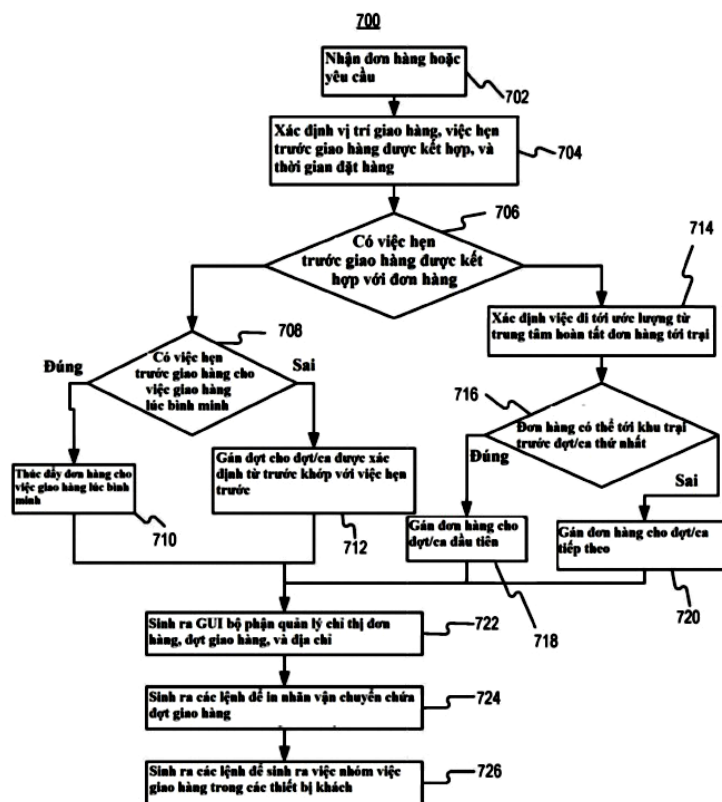 700
Nhận đơn hàng hoặc
yêu cầu
702
Xác định vị trí giao hàng, việc hẹn
trước giao hàng được kết hợp, và
thời gian đặt hàng
704
706
Có việc hẹn
trước giao hàng được kết
hợp với đơn hàng
714
Xác định việc đi tới ước lượng từ
trung tâm hoàn tất đơn hàng tới trại
708
Đúng
Có việc hẹn
trước giao hàng cho
việc giao hàng
lúc bình minh
Sai
716
Đơn hàng có thể tới khu trại
trước đợt/ca thứ nhất
Đúng
Sai
Thúc đẩy đơn hàng cho
việc giao hàng lúc bình
minh
710
Gán đợt cho đợt/ca được xác
định từ trước khớp với việc hẹn
trước
712
Gán đơn hàng cho
đợt/ca đầu tiên
718
Gán đơn hàng cho đợt/ca
tiếp theo
720
Sinh ra GUI bộ phận quản lý chỉ thị đơn
hàng, đợt giao hàng, và địa chỉ
722
Sinh ra các lệnh để in nhãn vận chuyển chứa
đợt giao hàng
724
Sinh ra các lệnh để sinh ra việc nhóm việc
giao hàng trong các thiết bị khách
726